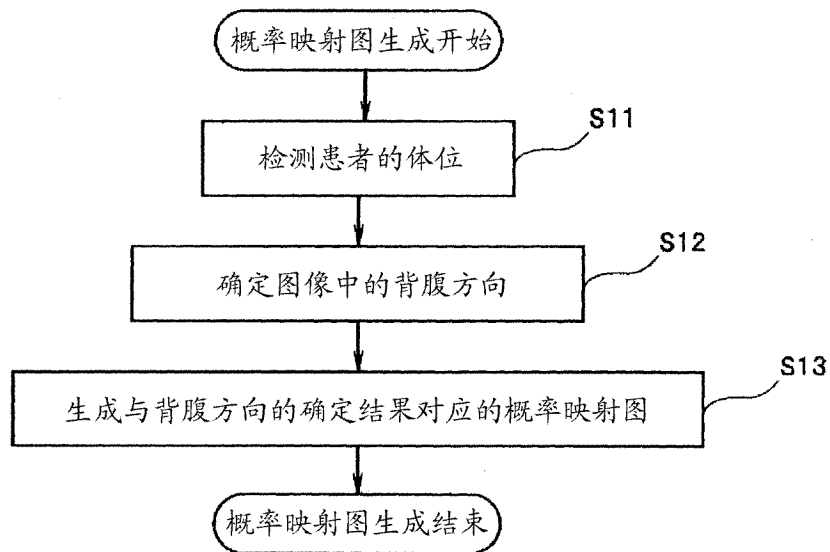 概率映射图生成开始
S11
检测患者的体位
S12
确定图像中的背腹方向
S13
生成与背腹方向的确定结果对应的概率映射图
概率映射图生成结束